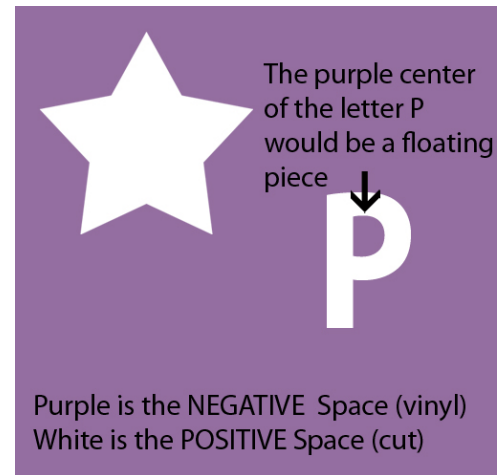 The purple center
of the letter P
would be a floating
piece
P
Purple is the NEGATIVE Space (vinyl)
White is the POSITIVE Space (cut)